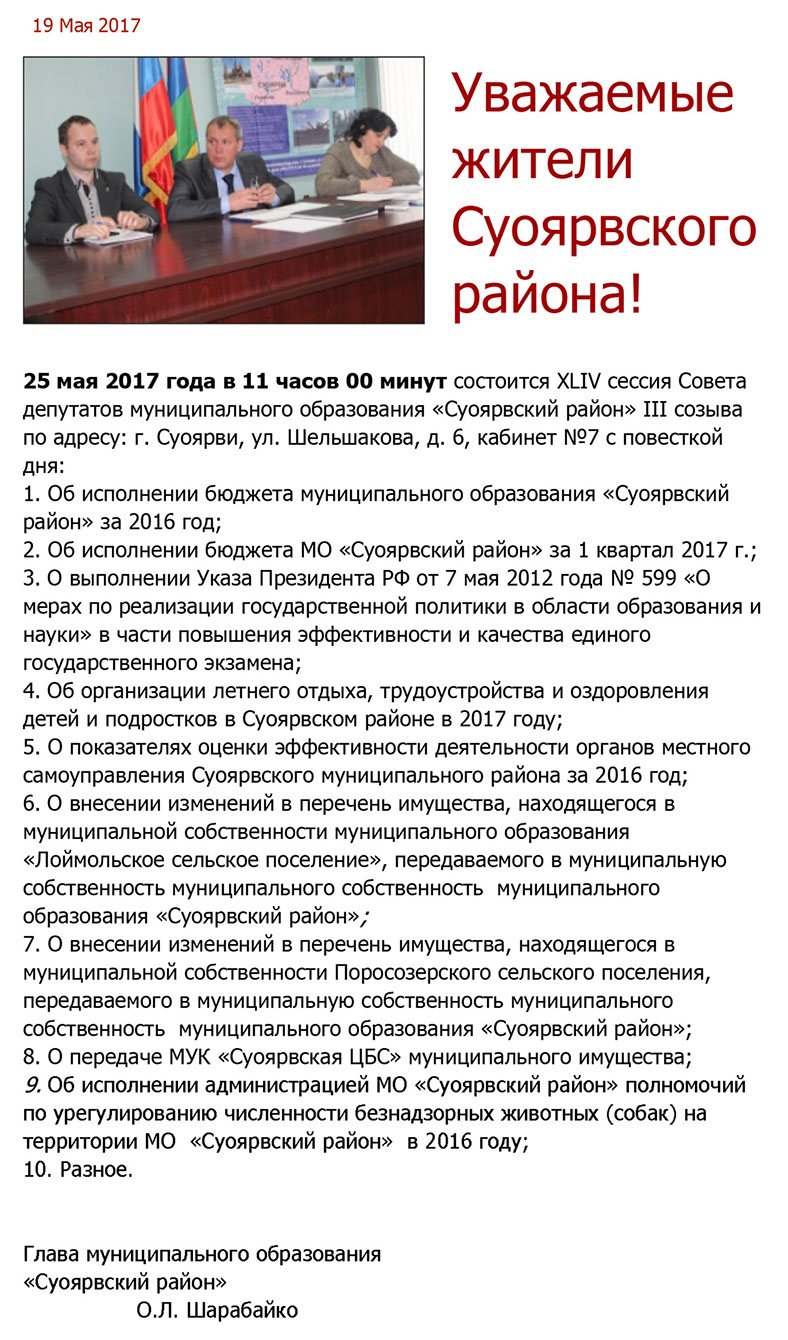 19 Мая 2017
Уважаемые
жители
Суоярвского
района!
25 мая 2017 года в 11 часов 00 минут состоится XLIV сессия Совета
депутатов муниципального образования «Суоярвский район» III созыва
по адресу: г. Суоярви, ул. Шельшакова, д. 6, кабинет №7 с повесткой
дня:
1. Об исполнении бюджета муниципального образования «Суоярвский
район» за 2016 год;
2. Об исполнении бюджета МО «Суоярвский район» за 1 квартал 2017 г.;
3. О выполнении Указа Президента РФ от 7 мая 2012 года № 599 «О
мерах по реализации государственной политики в области образования и
науки» в части повышения эффективности и качества единого
государственного экзамена;
4. Об организации летнего отдыха, трудоустройства и оздоровления
детей и подростков в Суоярвском районе в 2017 году;
5. О показателях оценки эффективности деятельности органов местного
самоуправления Суоярвского муниципального района за 2016 год;
6. О внесении изменений в перечень имущества, находящегося в
муниципальной собственности муниципального образования
«Лоймольское сельское поселение», передаваемого в муниципальную
собственность муниципального собственность  муниципального
образования «Суоярвский район»;
7. О внесении изменений в перечень имущества, находящегося в
муниципальной собственности Поросозерского сельского поселения,
передаваемого в муниципальную собственность муниципального
собственность  муниципального образования «Суоярвский район»;
8. О передаче МУК «Суоярвская ЦБС» муниципального имущества;
9. Об исполнении администрацией МО «Суоярвский район» полномочий
по урегулированию численности безнадзорных животных (собак) на
территории МО  «Суоярвский район»  в 2016 году;
10. Разное.
Глава муниципального образования
«Суоярвский район»
О.Л. Шарабайко